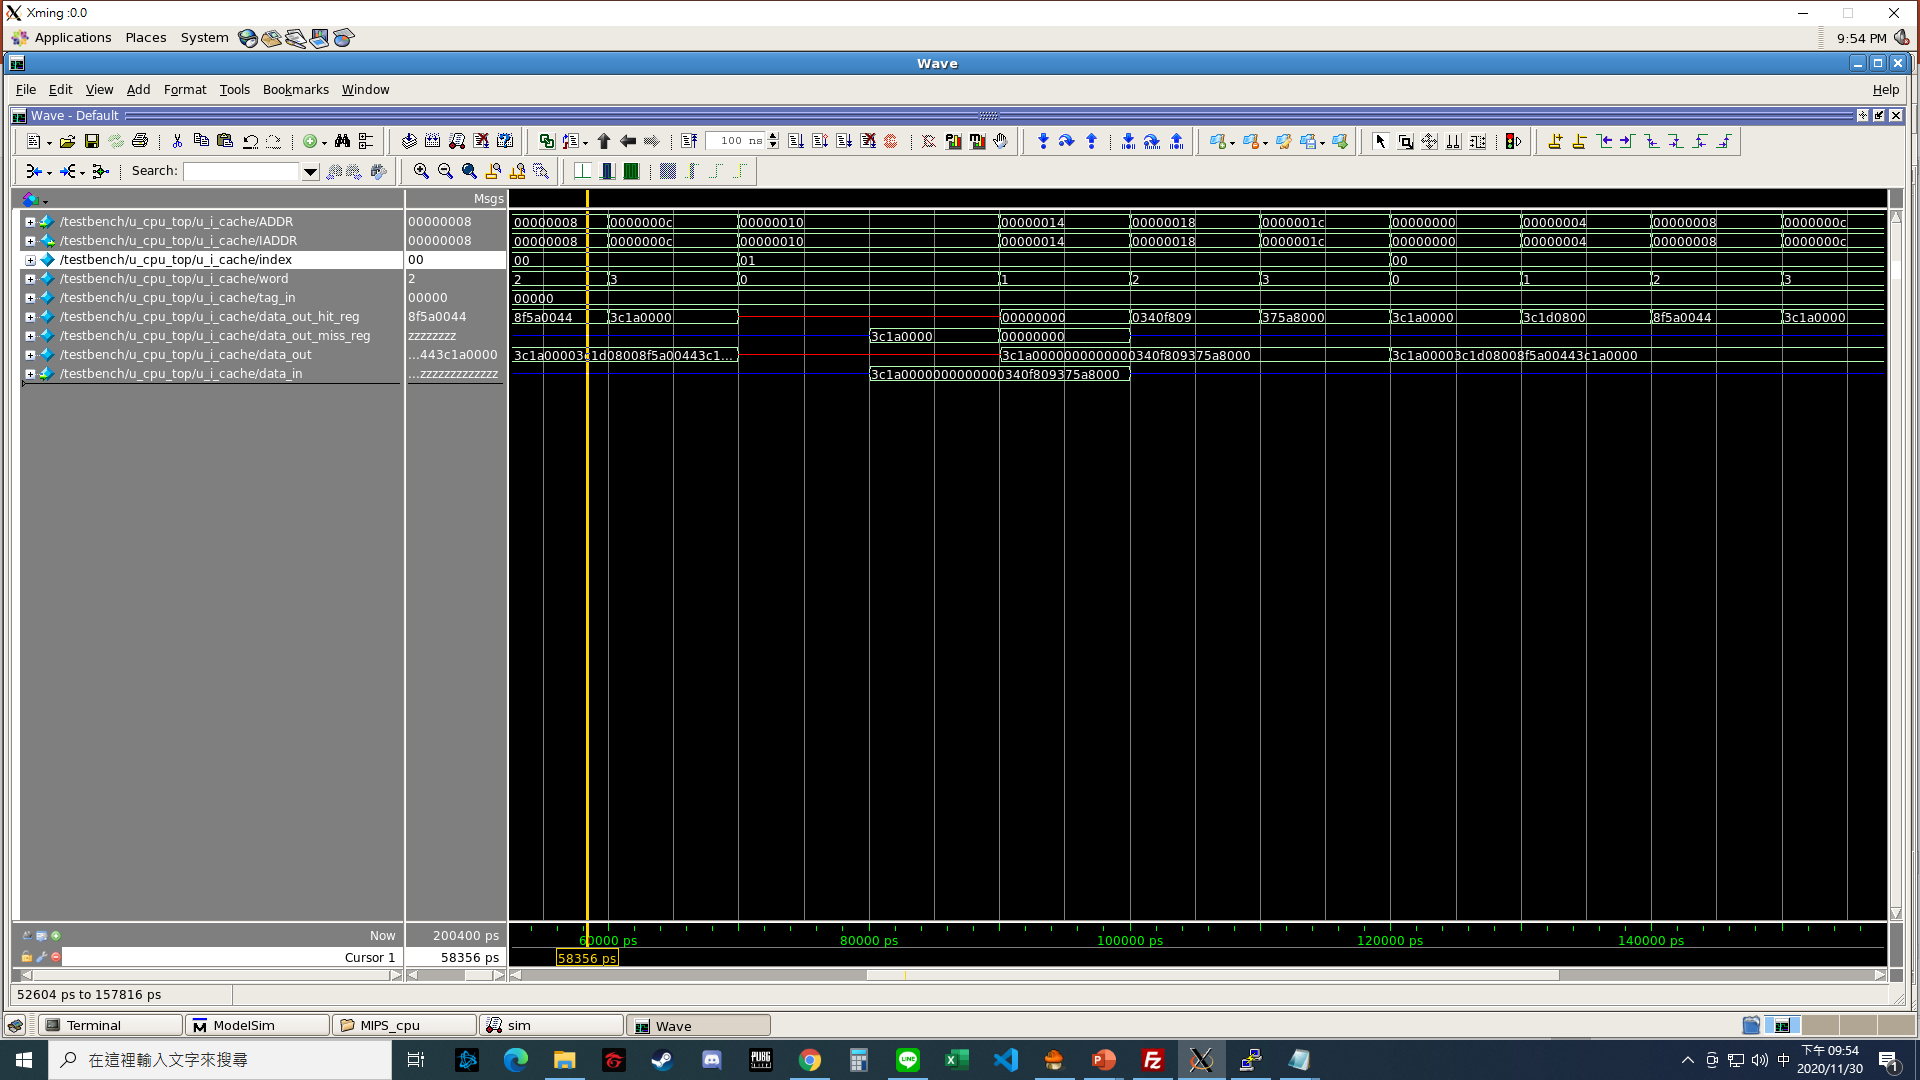 Xming :0.0
Applications Places System 9:54 PM
Wave
File Edit View Add Format Tools Bookmarks Window Help
Wave - Default
100 ns
Search:
Msgs
/testbench/u_cpu_top/u_i_cache/ADDR 00000008 00000008 0000000c 00000010 00000014 00000018 0000001c 00000000 00000004 00000008 0000000c
/testbench/u_cpu_top/u_i_cache/IADDR 00000008 00000008 0000000c 00000010 00000014 00000018 0000001c 00000000 00000004 00000008 0000000c
/testbench/u_cpu_top/u_i_cache/index 00 00 01 00
/testbench/u_cpu_top/u_i_cache/word 2 2 3 0 1 2 3 0 1 2 3
/testbench/u_cpu_top/u_i_cache/tag_in 00000 00000
/testbench/u_cpu_top/u_i_cache/data_out_hit_reg 8f5a0044 8f5a0044 3c1a0000 00000000 0340f809 375a8000 3c1a0000 3c1d0800 8f5a0044 3c1a0000
/testbench/u_cpu_top/u_i_cache/data_out_miss_reg zzzzzzzz 3c1a0000 00000000
/testbench/u_cpu_top/u_i_cache/data_out ...443c1a0000 3c1a00003c1d08008f5a00443c1... 3c1a0000000000000340f809375a8000 3c1a00003c1d08008f5a00443c1a0000
/testbench/u_cpu_top/u_i_cache/data_in ...zzzzzzzzzzzzz 3c1a0000000000000340f809375a8000
Now 200400 ps 60000 ps 80000 ps 100000 ps 120000 ps 140000 ps
Cursor 1 58356 ps 58356 ps
52604 ps to 157816 ps
Terminal ModelSim MIPS_cpu sim Wave
在這裡輸入文字來搜尋
中
下午 09:54
2020/11/30
1